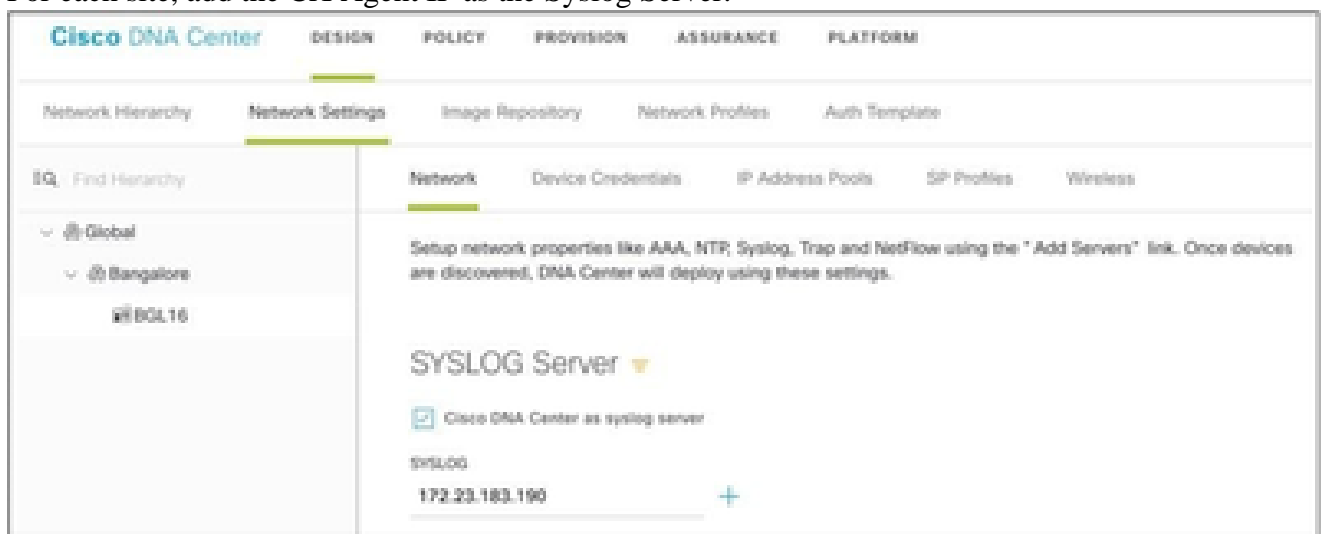 For each site, add the CX Agent IP as the Syslog Server.
Cisco DNA Center DESIGN POLICY PROVISION ASSURANCE PLATFORM
Network Hierarchy Network Settings Image Repository Network Profiles Auth Template
Find Hierarchy Network Device Credentials IP Address Pools SP Profiles Wireless
Global
Bangalore
BGL16
Setup network properties like AAA, NTP, Syslog, Trap and NetFlow using the "Add Servers" link. Once devices
are discovered, DNA Center will deploy using these settings.
SYSLOG Server
Cisco DNA Center as syslog server
SYSLOG
172.23.183.190